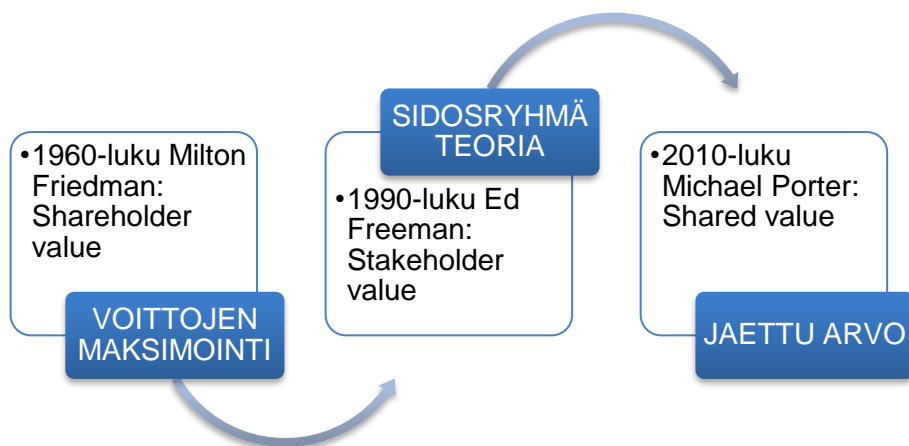 •1960-luku Milton
Friedman:
Shareholder
value
VOITTOJEN
MAKSIMOINTI
SIDOSRYHMÄ
TEORIA
•1990-luku Ed
Freeman:
Stakeholder
value
•2010-luku
Michael Porter:
Shared value
JAETTU ARVO